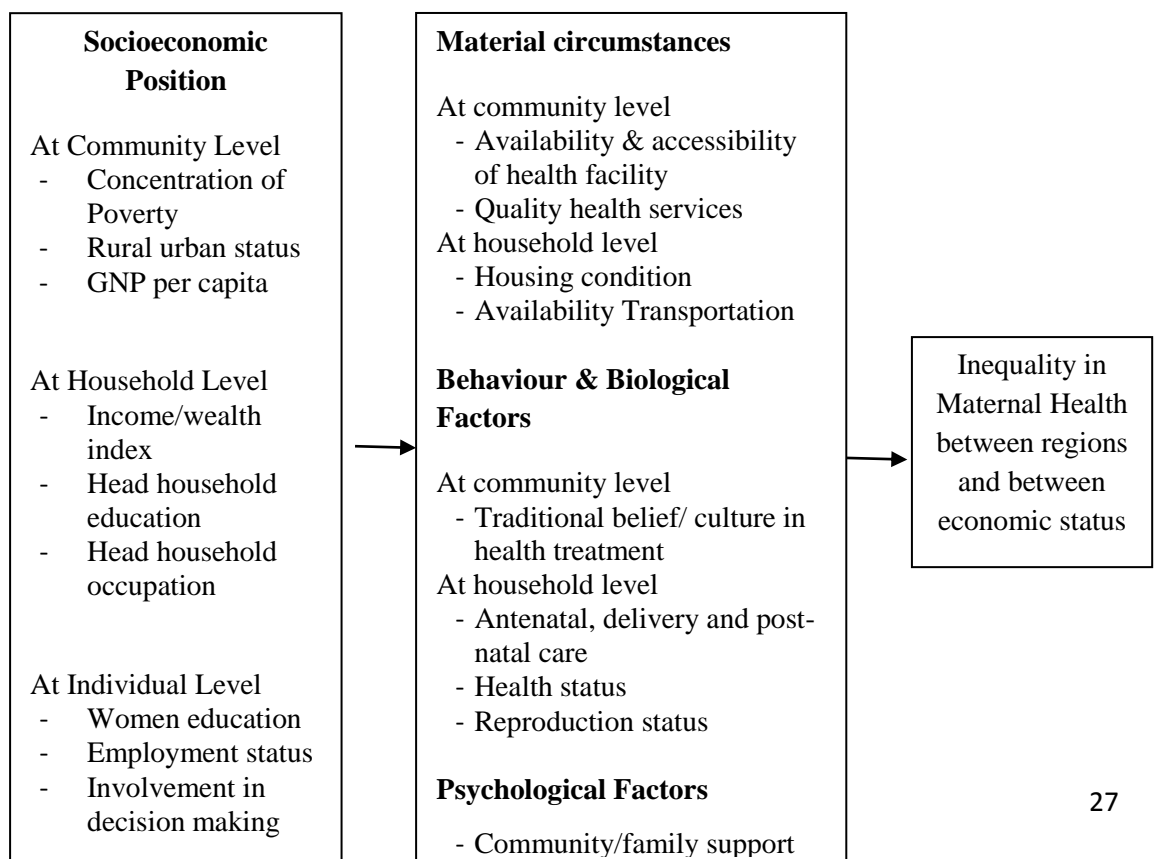 Socioeconomic
Position
At Community Level
- Concentration of
Poverty
- Rural urban status
- GNP per capita
At Household Level
- Income/wealth
index
- Head household
education
- Head household
occupation
At Individual Level
- Women education
- Employment status
- Involvement in
decision making
Material circumstances
At community level
- Availability & accessibility
of health facility
- Quality health services
At household level
- Housing condition
- Availability Transportation
Behaviour & Biological
Factors
At community level
- Traditional belief/ culture in
health treatment
At household level
- Antenatal, delivery and post-
natal care
- Health status
- Reproduction status
Psychological Factors
- Community/family support
Inequality in
Maternal Health
between regions
and between
economic status
27